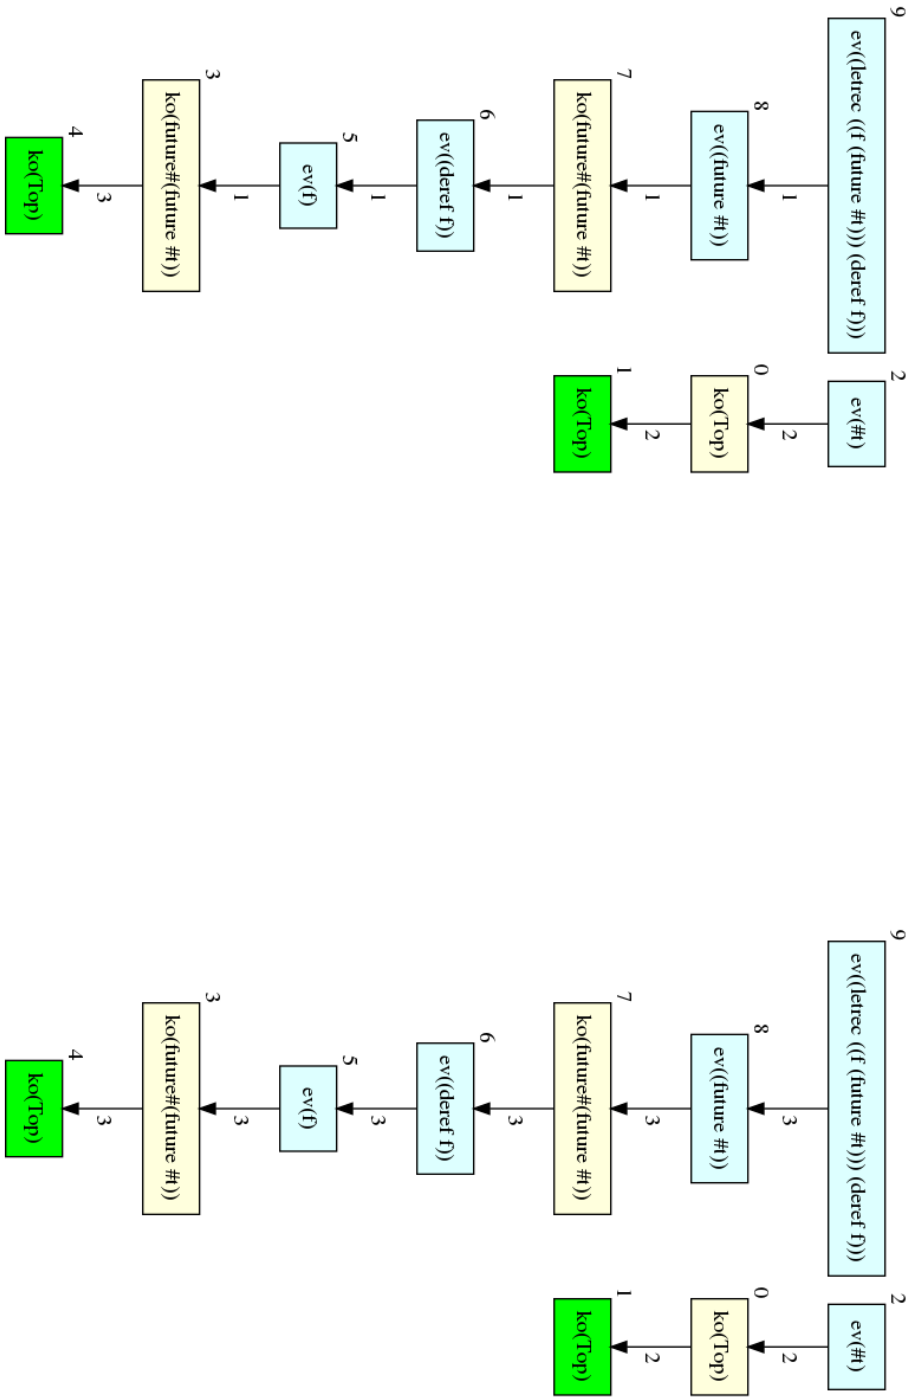 9
ev((letrec ((f (future #t))) (deref f)))
1
8
ev((future #t))
1
7
ko(future#(future #t))
1
6
ev((deref f))
1
5
ev(f)
1
3
ko(future#(future #t))
3
4
ko(Top)
2
ev(#t)
2
0
ko(Top)
2
1
ko(Top)
9
ev((letrec ((f (future #t))) (deref f)))
3
8
ev((future #t))
3
7
ko(future#(future #t))
3
6
ev((deref f))
3
5
ev(f)
3
3
ko(future#(future #t))
3
4
ko(Top)
2
ev(#t)
2
0
ko(Top)
2
1
ko(Top)